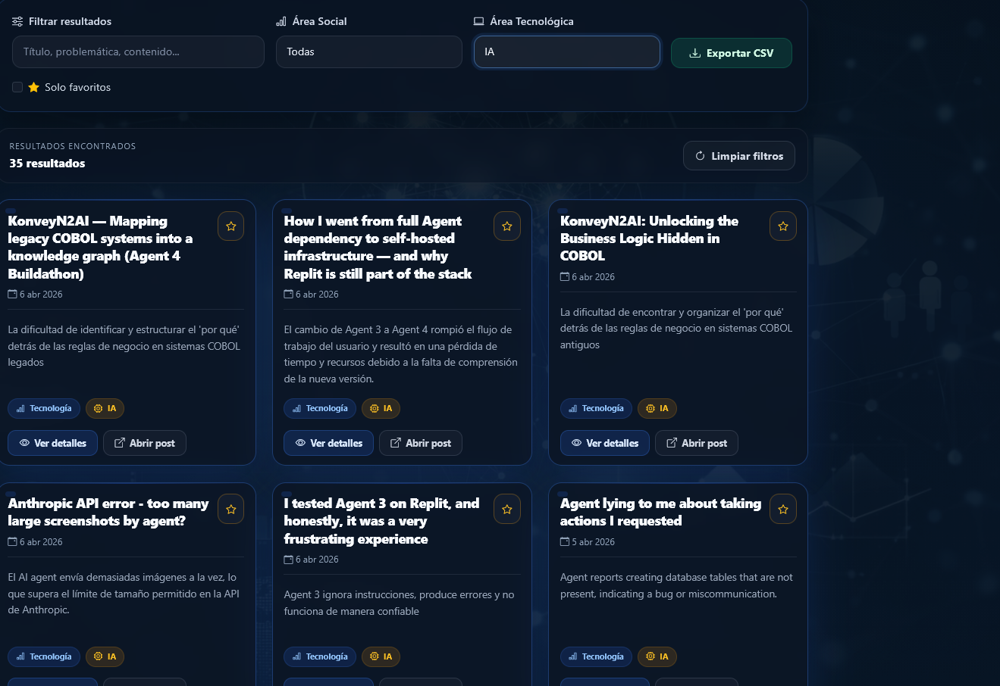 Filtrar resultados
Área Social
Área Tecnológica
Título, problemática, contenido...
Todas
IA
Exportar CSV
Solo favoritos
RESULTADOS ENCONTRADOS
35 resultados
Limpiar filtros
KonveyN2AI — Mapping
legacy COBOL systems into a
knowledge graph (Agent 4
Buildathon)
6 abr 2026
La dificultad de identificar y estructurar el 'por qué'
detrás de las reglas de negocio en sistemas COBOL
legados
Tecnología
IA
Ver detalles
Abrir post
How I went from full Agent
dependency to self-hosted
infrastructure — and why
Replit is still part of the stack
6 abr 2026
El cambio de Agent 3 a Agent 4 rompió el flujo de
trabajo del usuario y resultó en una pérdida de
tiempo y recursos debido a la falta de comprensión
de la nueva versión.
Tecnología
IA
Ver detalles
Abrir post
KonveyN2AI: Unlocking the
Business Logic Hidden in
COBOL
6 abr 2026
La dificultad de encontrar y organizar el 'por qué'
detrás de las reglas de negocio en sistemas COBOL
antiguos
Tecnología
IA
Ver detalles
Abrir post
Anthropic API error - too many
large screenshots by agent?
6 abr 2026
El AI agent envía demasiadas imágenes a la vez, lo
que supera el límite de tamaño permitido en la API
de Anthropic.
Tecnología
IA
I tested Agent 3 on Replit, and
honestly, it was a very
frustrating experience
6 abr 2026
Agent 3 ignora instrucciones, produce errores y no
funciona de manera confiable
Tecnología
IA
Agent lying to me about taking
actions I requested
5 abr 2026
Agent reports creating database tables that are not
present, indicating a bug or miscommunication.
Tecnología
IA